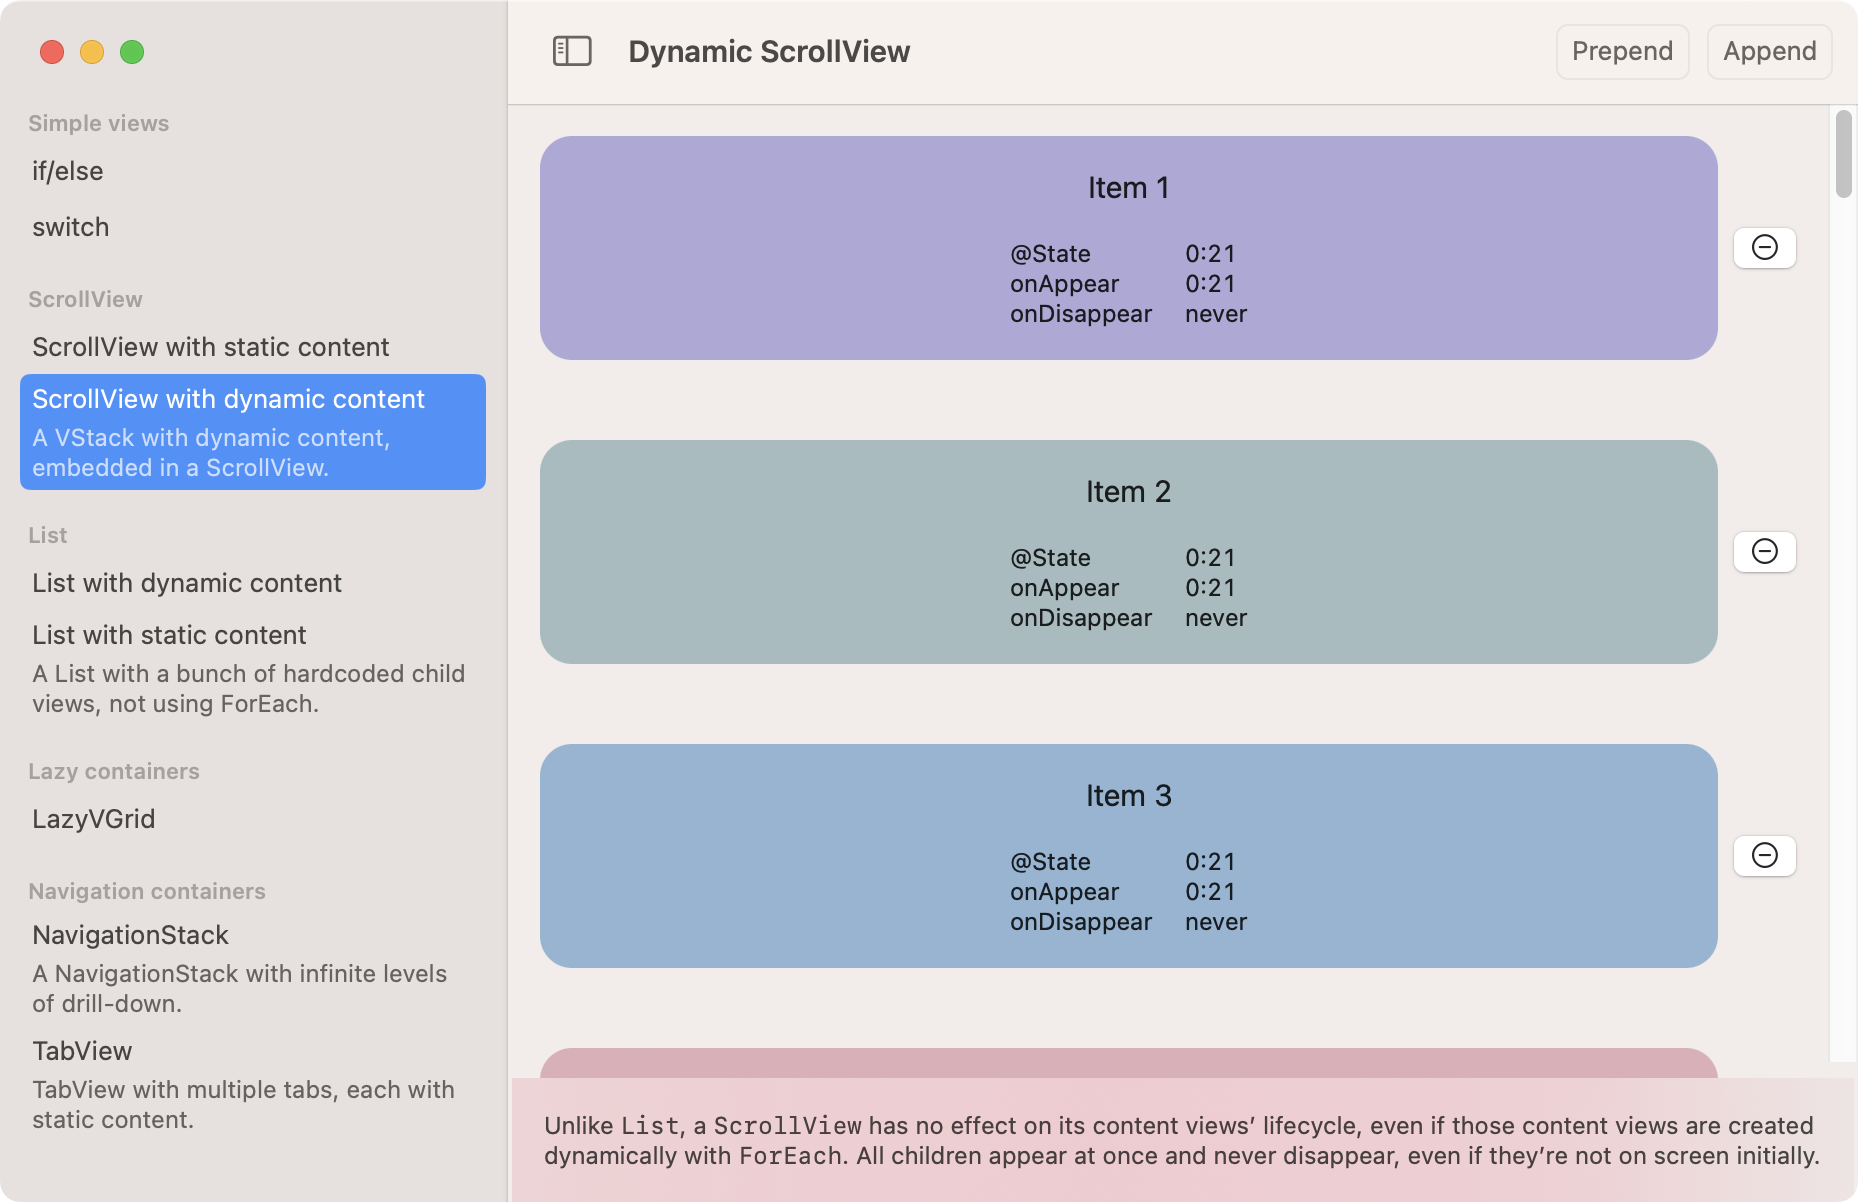 Simple views
if/else
switch
ScrollView
ScrollView with static content
ScrollView with dynamic content
A VStack with dynamic content,
embedded in a ScrollView.
List
List with dynamic content
List with static content
A List with a bunch of hardcoded child
views, not using ForEach.
Lazy containers
LazyVGrid
Navigation containers
NavigationStack
A NavigationStack with infinite levels
of drill-down.
TabView
TabView with multiple tabs, each with
static content.
Dynamic ScrollView
Prepend
Append
Item 1
@State 0:21
onAppear 0:21
onDisappear never
Item 2
@State 0:21
onAppear 0:21
onDisappear never
Item 3
@State 0:21
onAppear 0:21
onDisappear never
Unlike List, a ScrollView has no effect on its content views’ lifecycle, even if those content views are created
dynamically with ForEach. All children appear at once and never disappear, even if they’re not on screen initially.